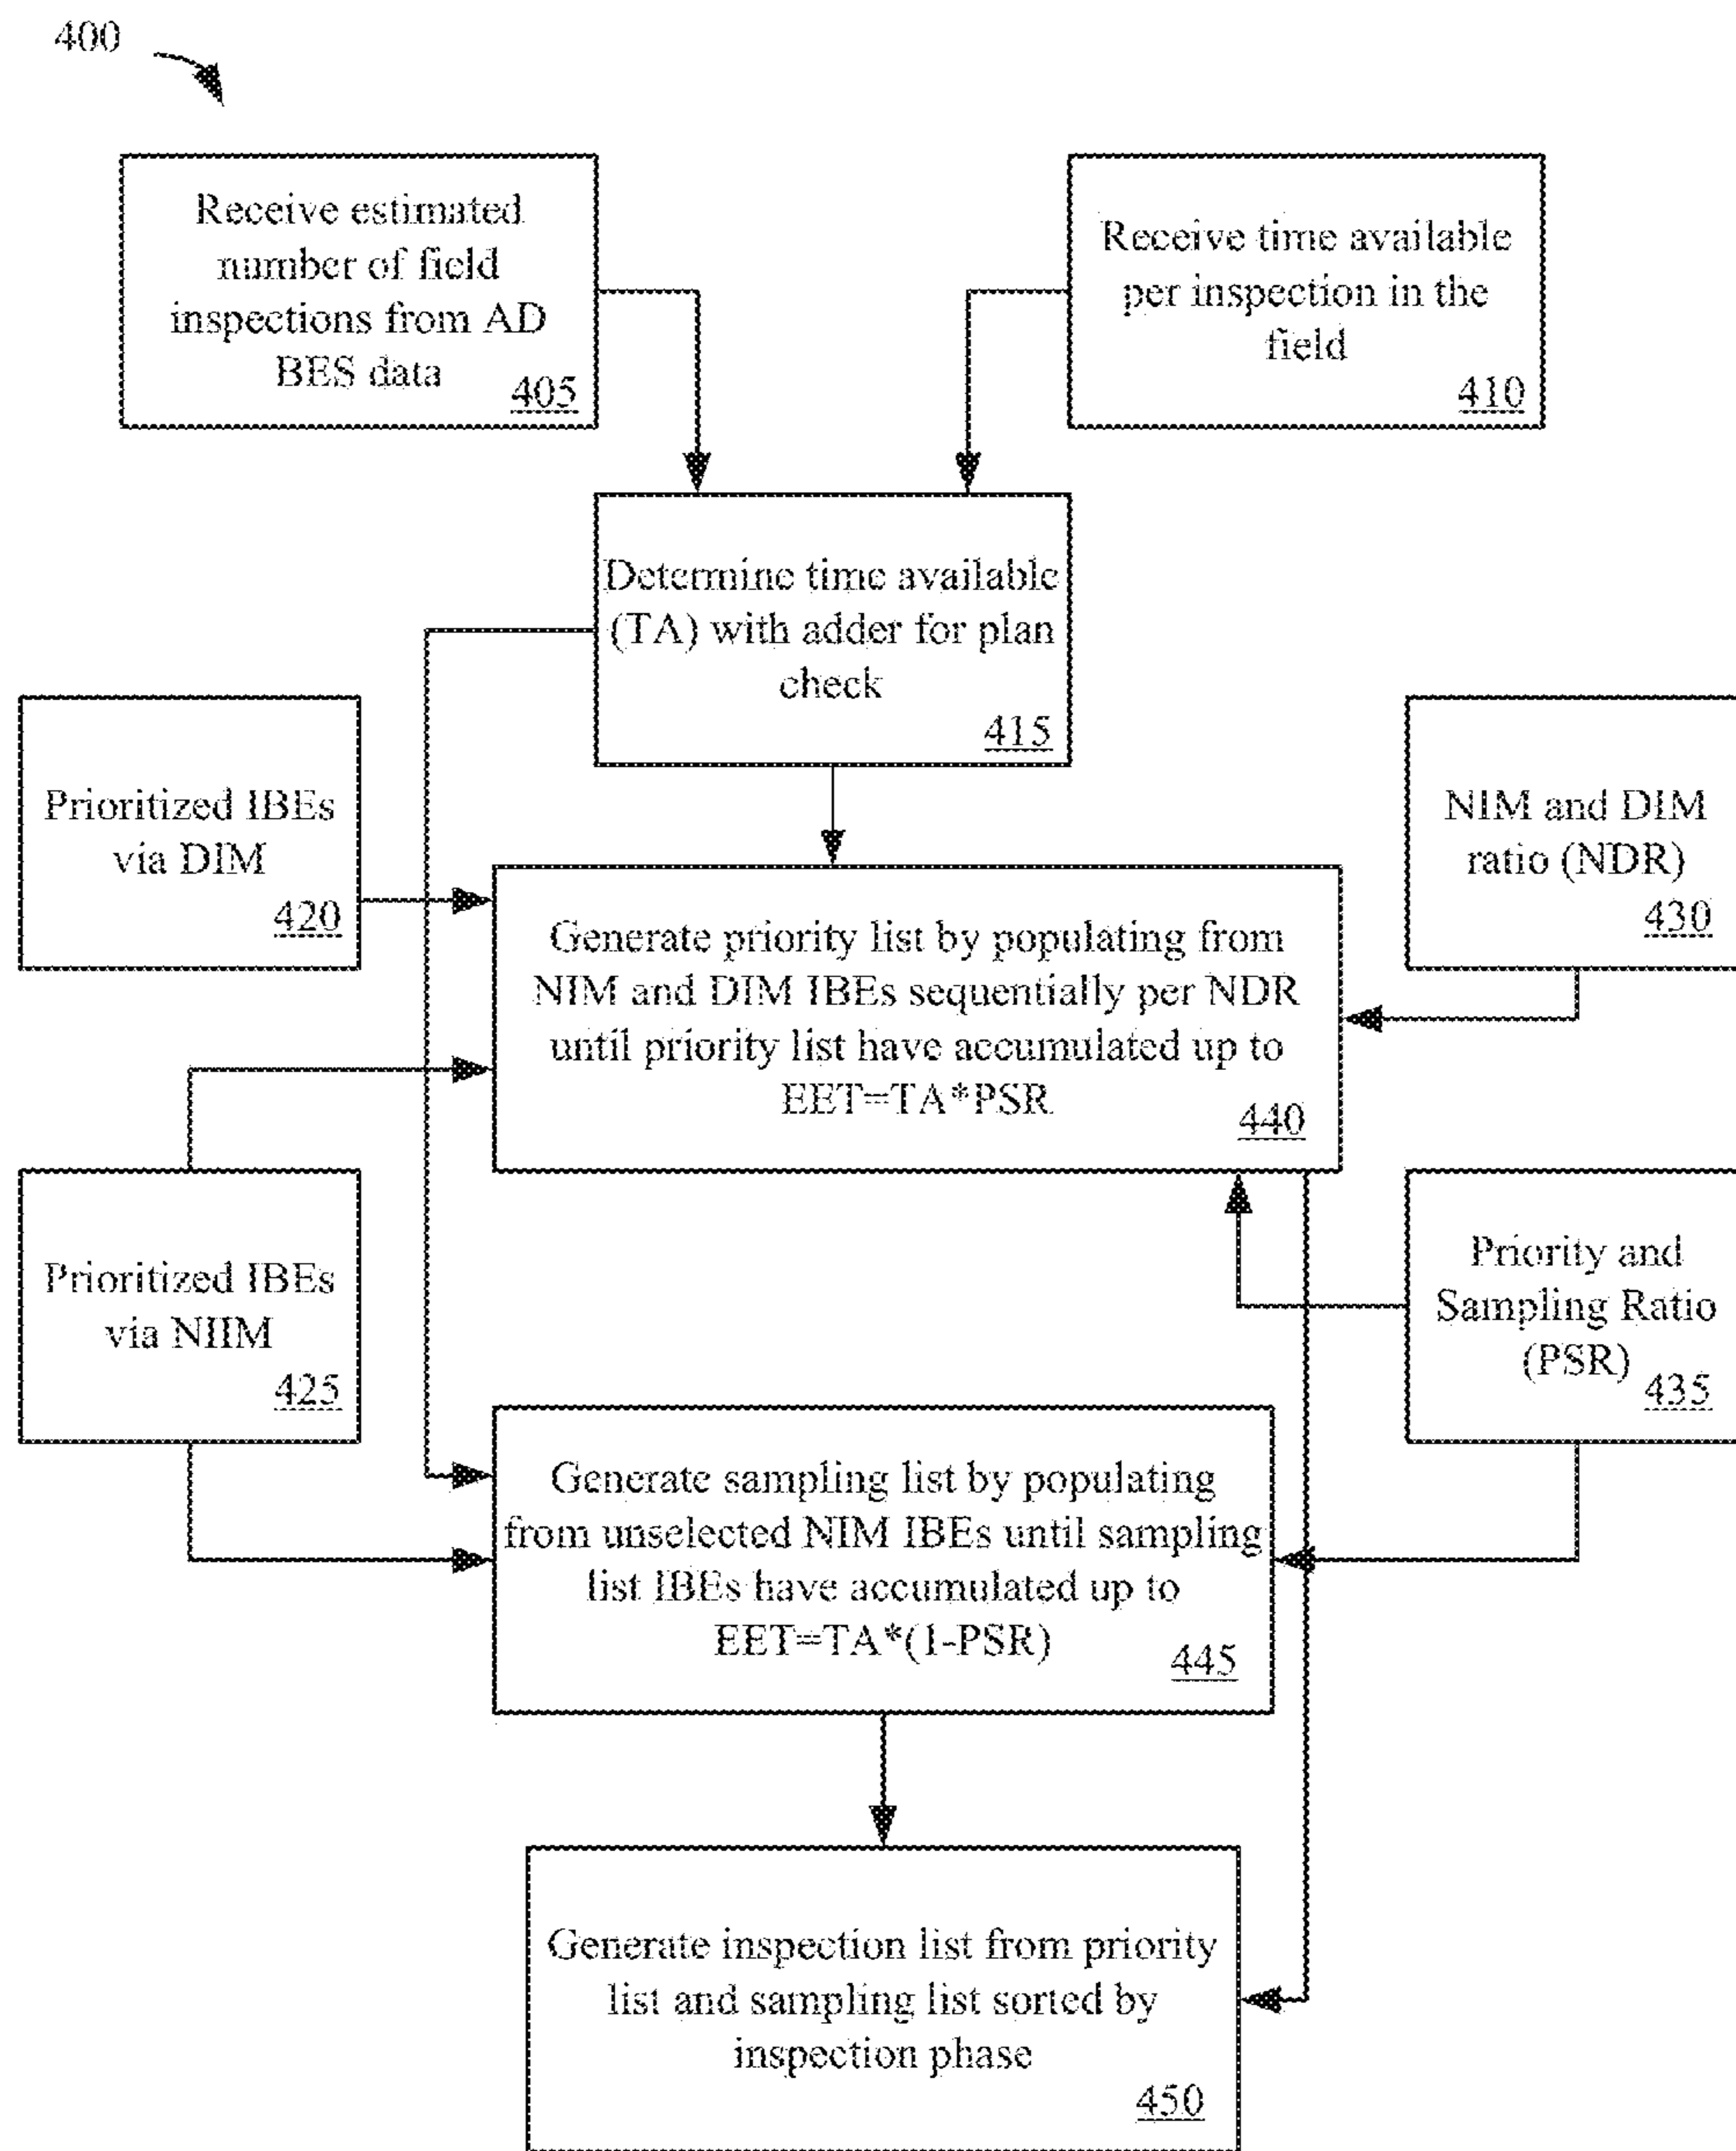 400
Receive estimated
number of field
inspections from AD
BES data
405
Receive time available
per inspection in the
field
410
Determine time available
(TA) with adder for plan
check
415
Prioritized IBEs
via DIM
420
NIM and DIM
ratio (NDR)
430
Generate priority list by populating from
NIM and DIM IBEs sequentially per NDR
until priority list have accumulated up to
EET=TA*PSR
440
Prioritized IBEs
via NIIM
425
Priority and
Sampling Ratio
(PSR)
435
Generate sampling list by populating
from unselected NIM IBEs until sampling
list IBEs have accumulated up to
EET=TA*(1-PSR)
445
Generate inspection list from priority
list and sampling list sorted by
inspection phase
450